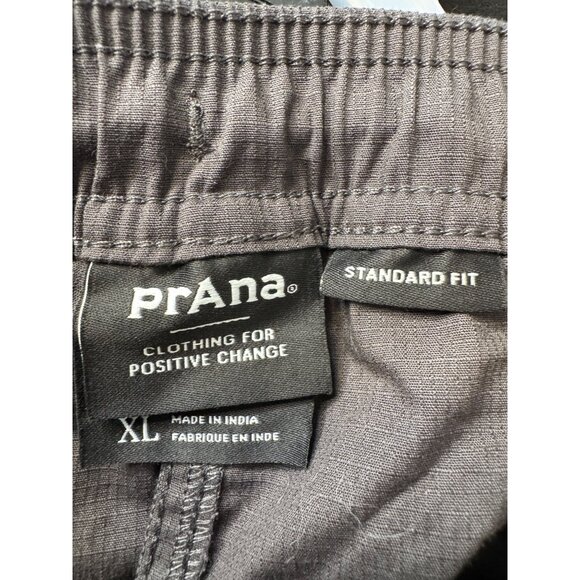 prAna®
CLOTHING FOR
POSITIVE CHANGE
STANDARD FIT
XL
MADE IN INDIA
FABRIQUE EN INDE